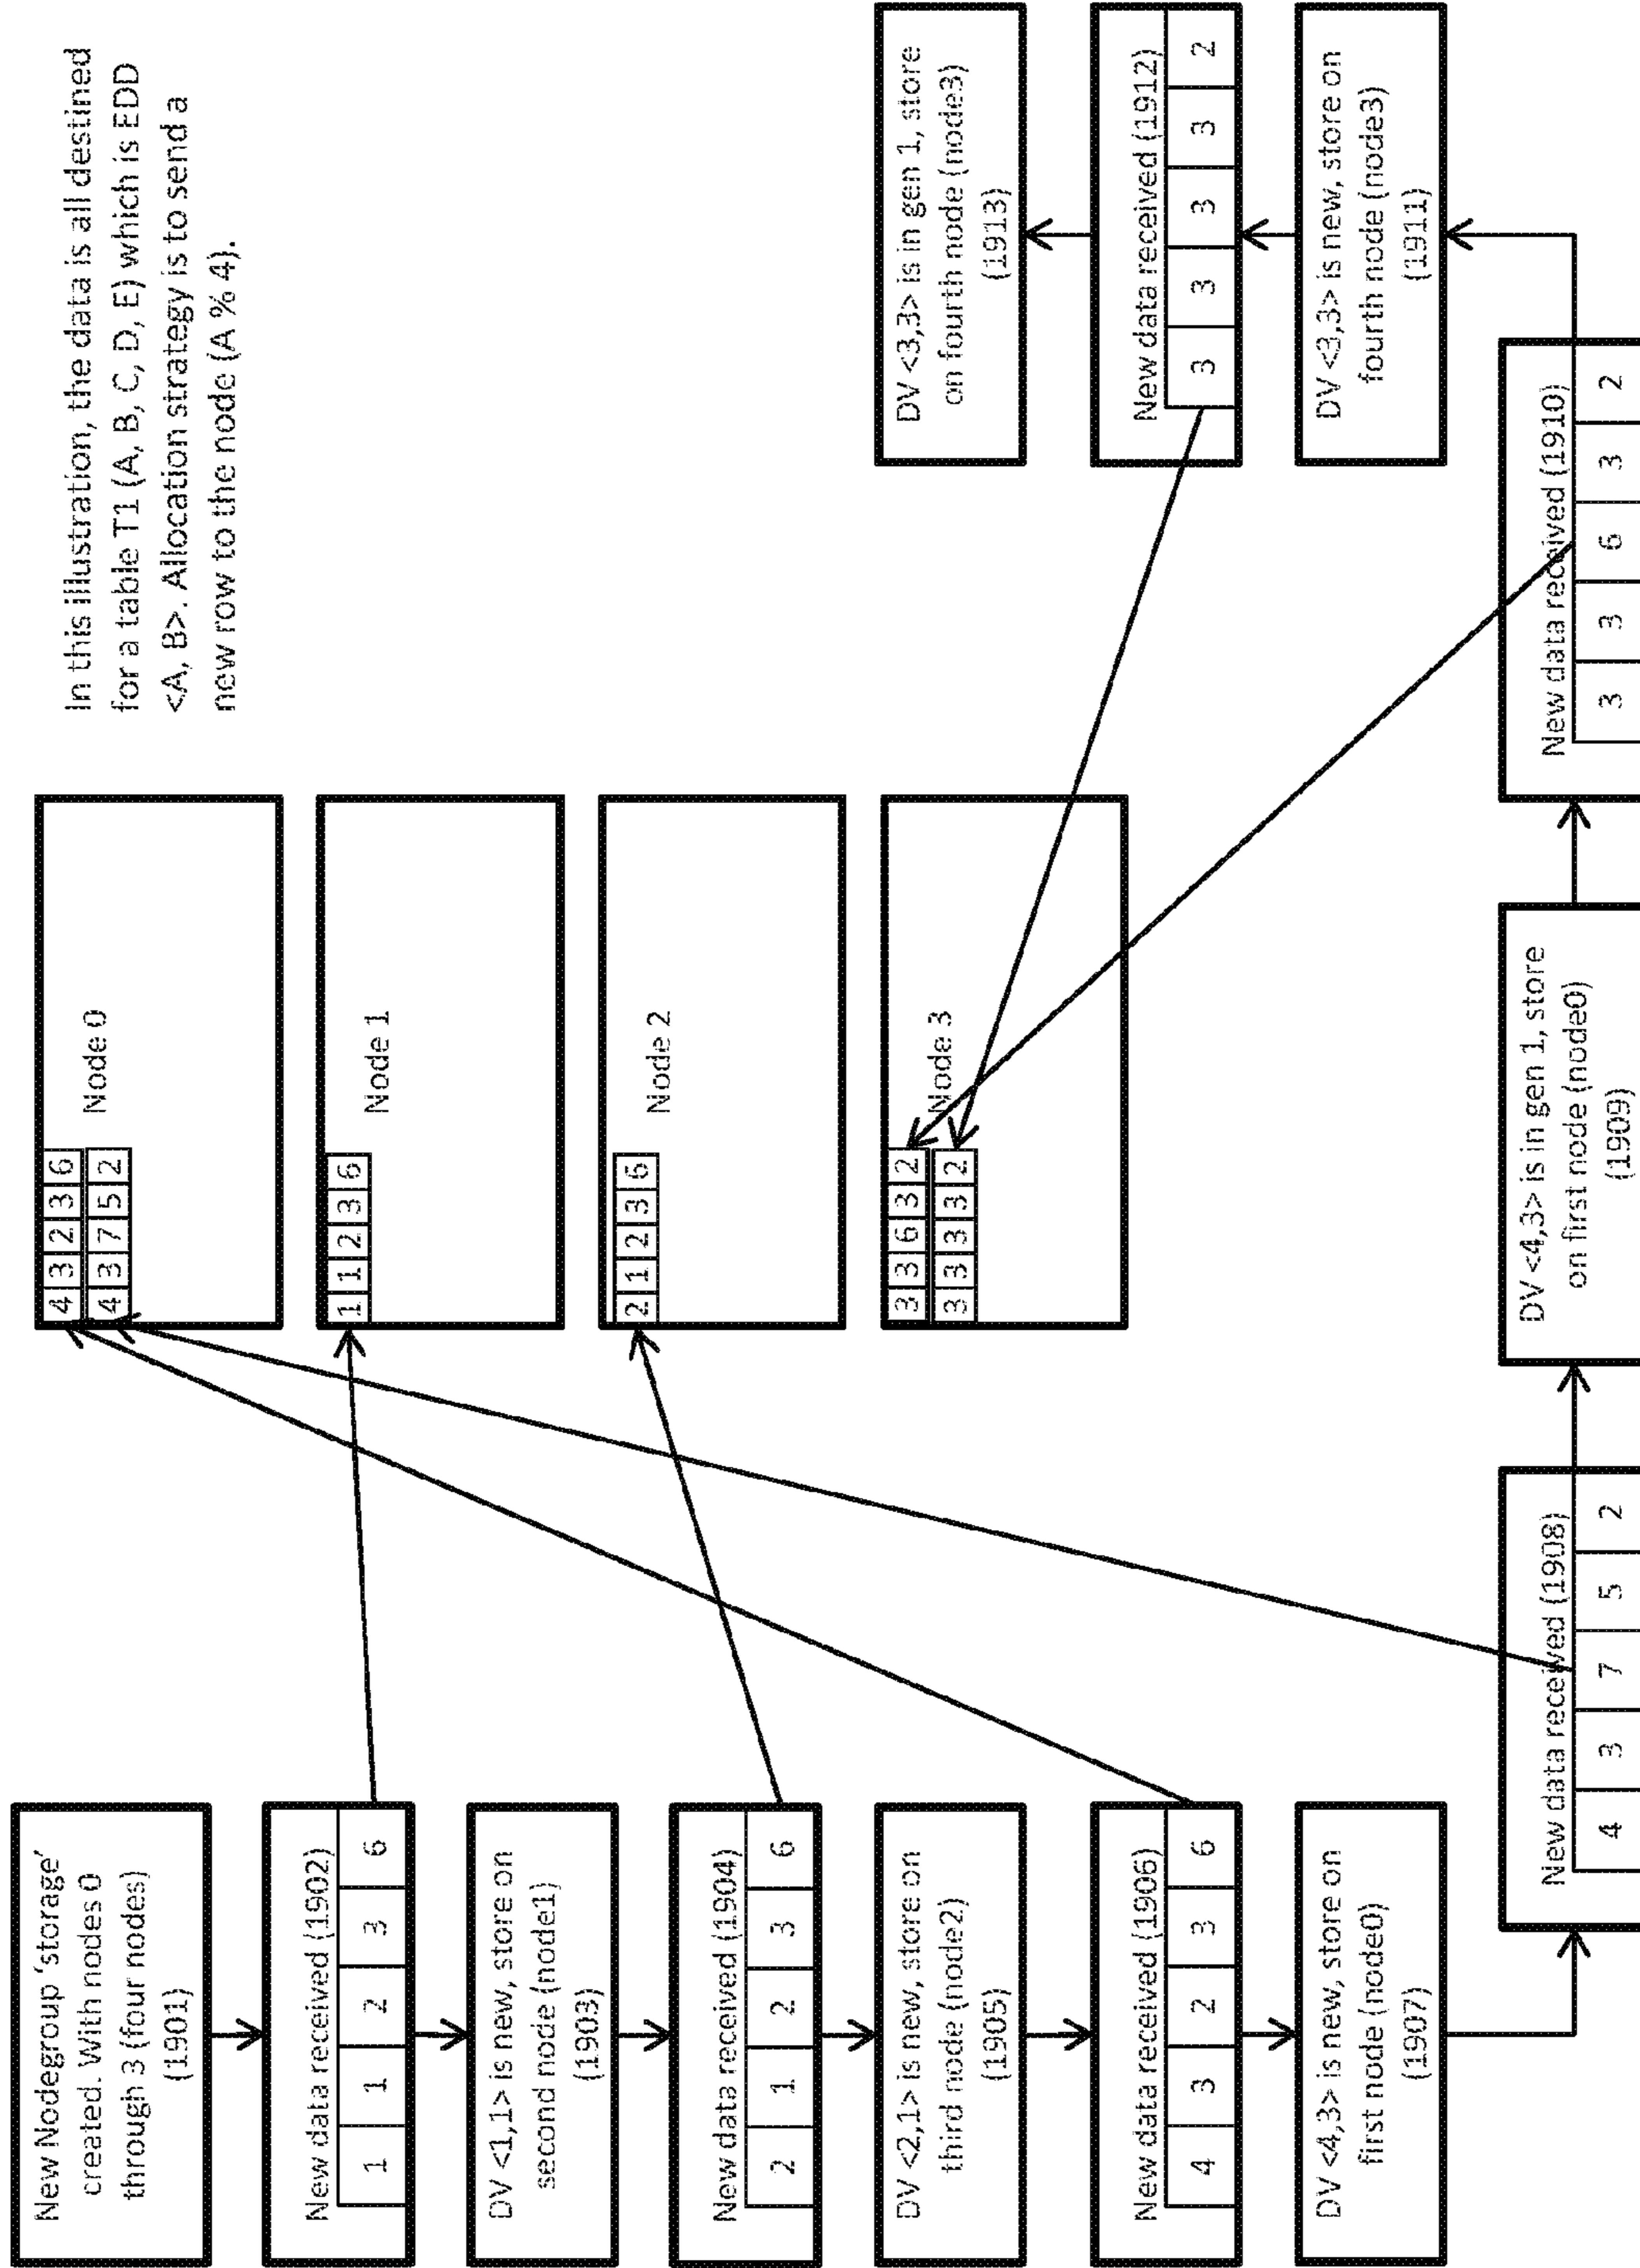 In this illustration, the data is all destined
for a table T1 (A, B, C, D, E) which is EDD
<A, B>. Allocation strategy is to send a
new row to the node (A % 4).
New Nodegroup 'storage'
created. With nodes 0
through 3 (four nodes)
(1901)
New data received (1902)
1 1 2 3 6
DV <1,1> is new, store on
second node (node1)
(1903)
New data received (1904)
2 1 2 3 6
DV <2,1> is new, store on
third node (node2)
(1905)
New data received (1906)
4 3 2 3 6
DV <4,3> is new, store on
first node (node0)
(1907)
New data received (1908)
4 3 7 5 2
DV <4,3> is in gen 1, store
on first node (node0)
(1909)
New data received (1910)
3 3 6 3 2
DV <3,3> is new, store on
fourth node (node3)
(1911)
New data received (1912)
3 3 3 3 2
DV <3,3> is in gen 1, store
on fourth node (node3)
(1913)
4 3 2 3 6
4 3 7 5 2
Node 0
1 1 2 3 6
Node 1
2 1 2 3 6
Node 2
3 3 6 3 2
3 3 3 3 2
Node 3